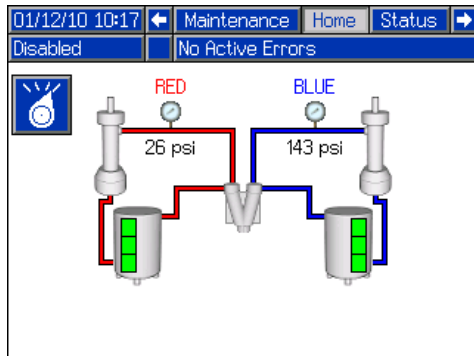 01/12/10 10:17 Maintenance Home Status
Disabled No Active Errors
RED BLUE
26 psi 143 psi